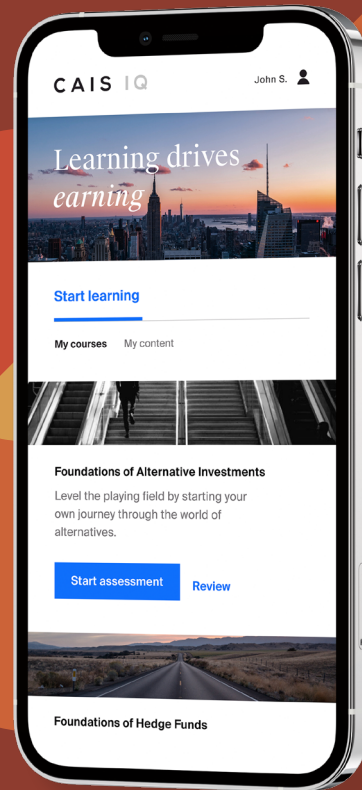 CAIS IQ
John S.
Learning drives
earning
Start learning
My courses My content
Foundations of Alternative Investments
Level the playing field by starting your
own journey through the world of
alternatives.
Start assessment Review
Foundations of Hedge Funds